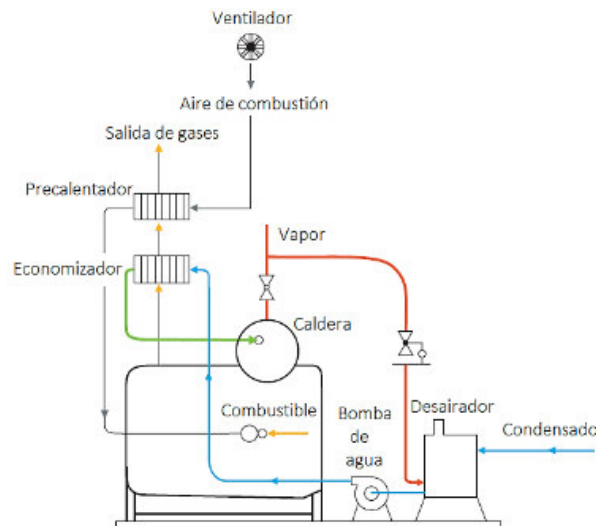 Ventilador
Aire de combustión
Salida de gases
Precalentador
Vapor
Economizador
Caldera
Combustible
Bomba
de
agua
Desairador
Condensado